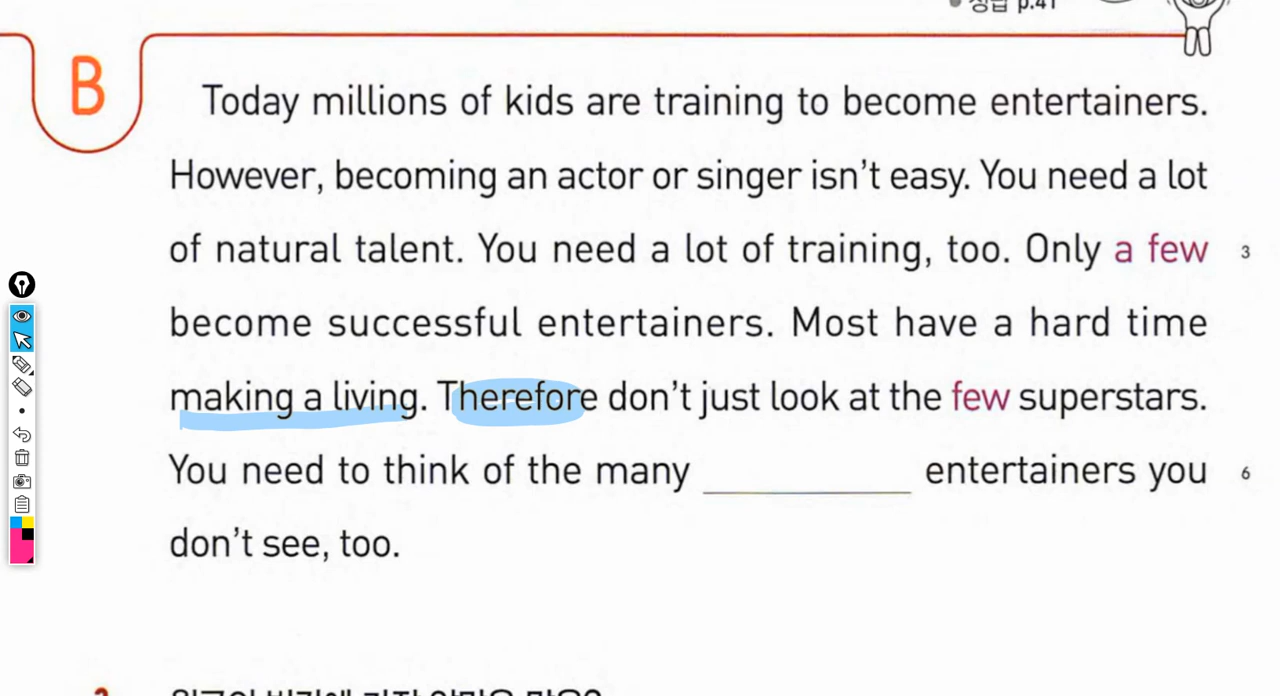 p.41
B
Today millions of kids are training to become entertainers.
However, becoming an actor or singer isn't easy. You need a lot
of natural talent. You need a lot of training, too. Only a few 3
become successful entertainers. Most have a hard time
making a living. Therefore don't just look at the few superstars.
You need to think of the many __________ entertainers you 6
don't see, too.